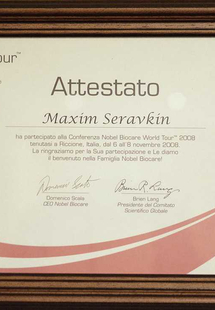 our™
Attestato
Maxim Seravkin
ha partecipato alla Conferenza Nobel Biocare World Tour™ 2008
tenutasi a Riccione, Italia, dal 6 all'8 novembre 2008.
La ringraziamo per la Sua partecipazione e Le diamo
il benvenuto nella Famiglia Nobel Biocare!
Domenico Scala
CEO Nobel Biocare
Brien Lang
Presidente del Comitato
Scientifico Globale